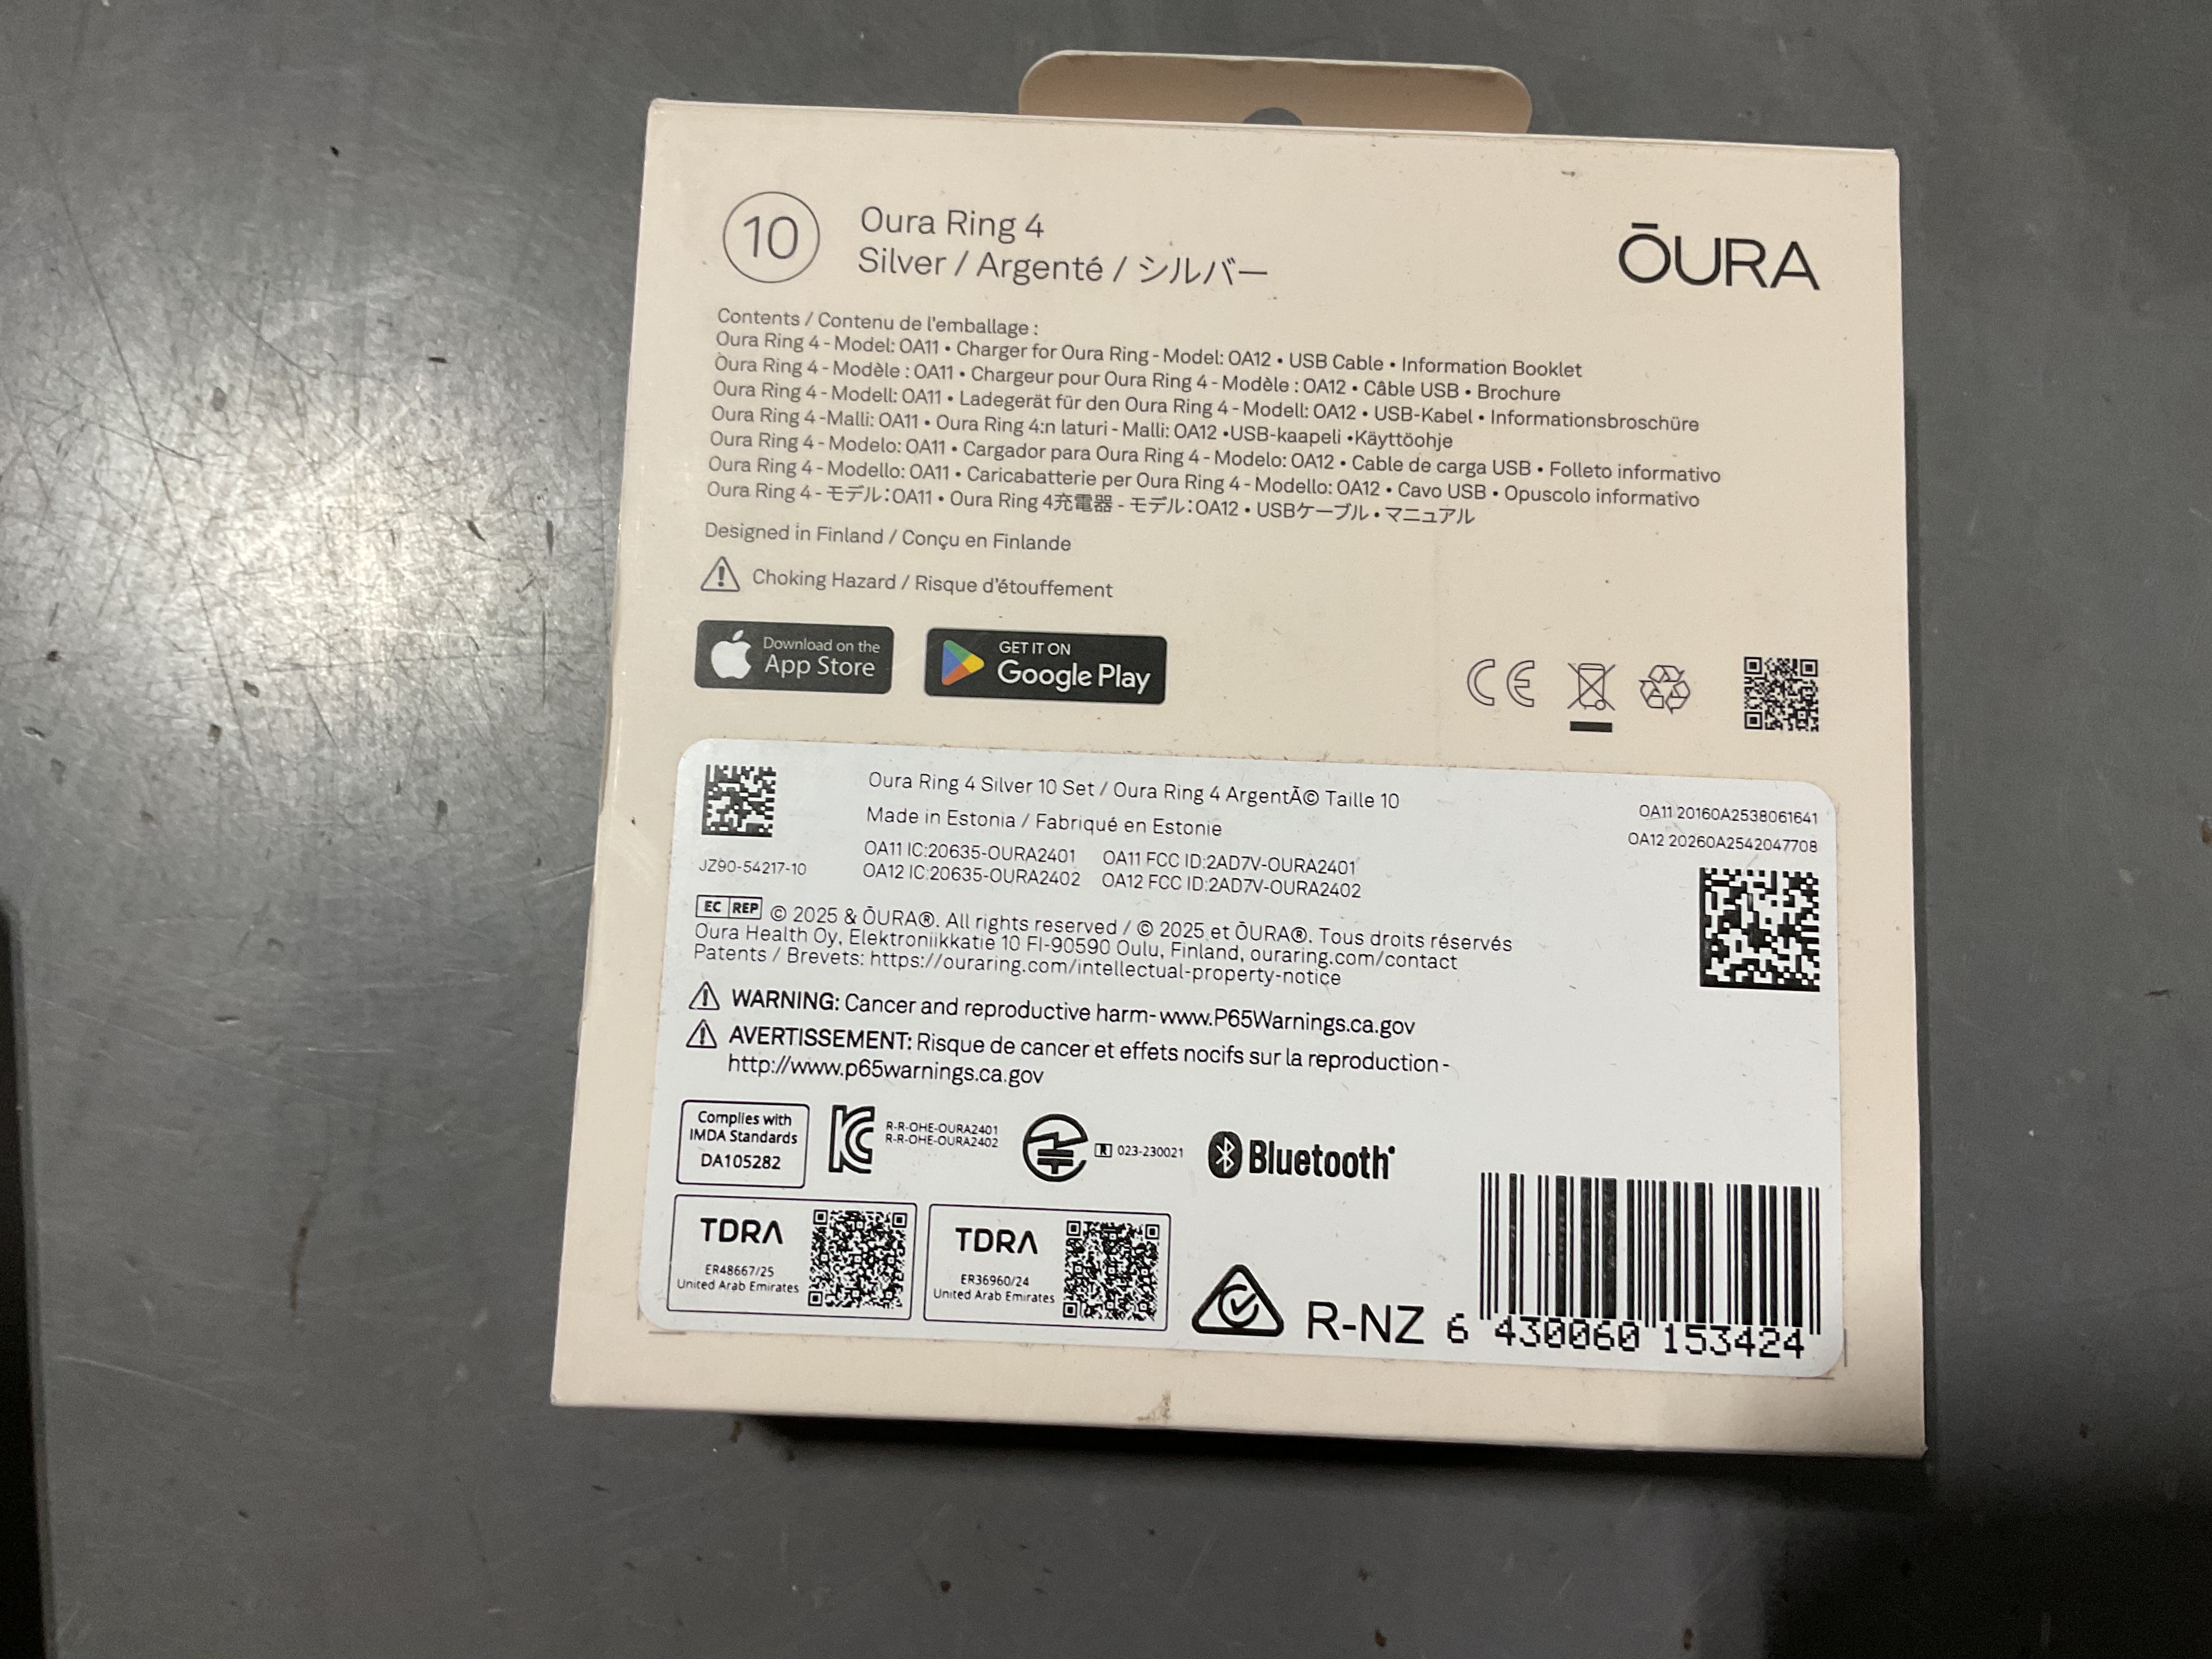 10
Oura Ring 4
Silver / Argenté / シルバー
ŌURA
Contents / Contenu de l'emballage :
Oura Ring 4 - Model: OA11 • Charger for Oura Ring - Model: OA12 • USB Cable • Information Booklet
Oura Ring 4 - Modèle : OA11 • Chargeur pour Oura Ring 4 - Modèle : OA12 • Câble USB • Brochure
Oura Ring 4 - Modell: OA11 • Ladegerät für den Oura Ring 4 - Modell: OA12 • USB-Kabel • Informationsbroschüre
Oura Ring 4 -Malli: OA11 • Oura Ring 4:n laturi - Malli: OA12 •USB-kaapeli •Käyttöohje
Oura Ring 4 - Modelo: OA11 • Cargador para Oura Ring 4 - Modelo: OA12 • Cable de carga USB • Folleto informativo
Oura Ring 4 - Modello: OA11 • Caricabatterie per Oura Ring 4 - Modello: OA12 • Cavo USB • Opuscolo informativo
Oura Ring 4 - モデル：OA11 • Oura Ring 4充電器 - モデル：OA12 • USBケーブル • マニュアル
Designed in Finland / Conçu en Finlande
Choking Hazard / Risque d'étouffement
Download on the
App Store
GET IT ON
Google Play
CE
Oura Ring 4 Silver 10 Set / Oura Ring 4 ArgentÃ© Taille 10
Made in Estonia / Fabriqué en Estonie
OA11 20160A2538061641
OA12 20260A2542047708
OA11 IC:20635-OURA2401 OA11 FCC ID:2AD7V-OURA2401
OA12 IC:20635-OURA2402 OA12 FCC ID:2AD7V-OURA2402
JZ90-54217-10
EC REP © 2025 & ŌURA®. All rights reserved / © 2025 et ŌURA®. Tous droits réservés
Oura Health Oy, Elektroniikkatie 10 FI-90590 Oulu, Finland, ouraring.com/contact
Patents / Brevets: https://ouraring.com/intellectual-property-notice
WARNING: Cancer and reproductive harm- www.P65Warnings.ca.gov
AVERTISSEMENT: Risque de cancer et effets nocifs sur la reproduction -
http://www.p65warnings.ca.gov
Complies with
IMDA Standards
DA105282
R-R-OHE-OURA2401
R-R-OHE-OURA2402
R 023-230021
Bluetooth®
TDRA
ER48667/25
United Arab Emirates
TDRA
ER36960/24
United Arab Emirates
R-NZ
6 430060 153424